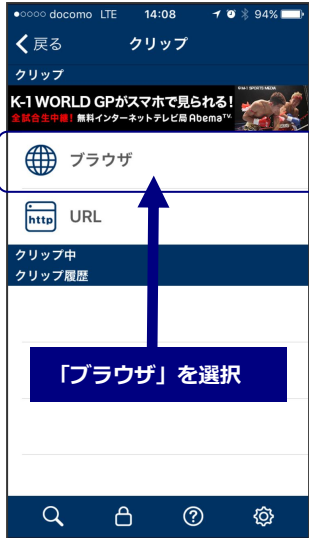 docomo LTE 14:08 94%
戻る クリップ
クリップ
K-1 WORLD GPがスマホで見られる!
全試合生中継! 無料インターネットテレビ局 AbemaTV
K-1 SPORTS MEDIA
ブラウザ
http URL
クリップ中
クリップ履歴
「ブラウザ」を選択